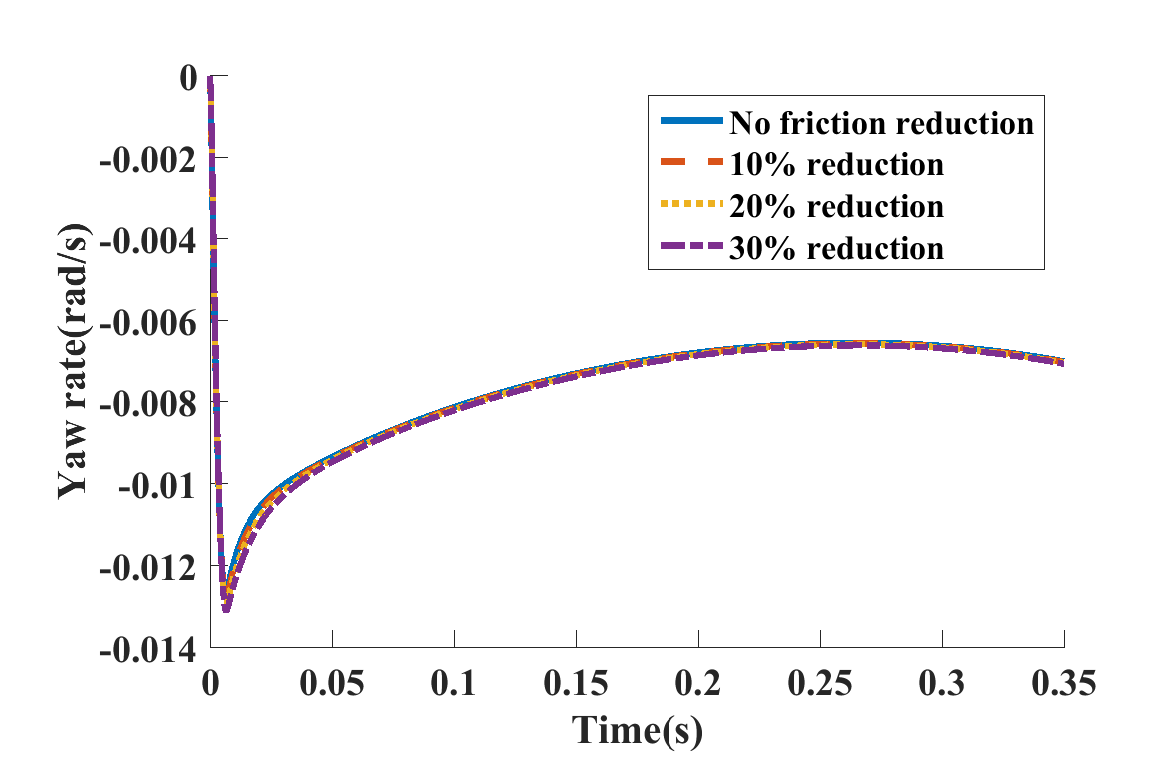 0
-0.002
-0.004
-0.006
-0.008
-0.01
-0.012
-0.014
Yaw rate(rad/s)
No friction reduction
10% reduction
20% reduction
30% reduction
0 0.05 0.1 0.15 0.2 0.25 0.3 0.35
Time(s)